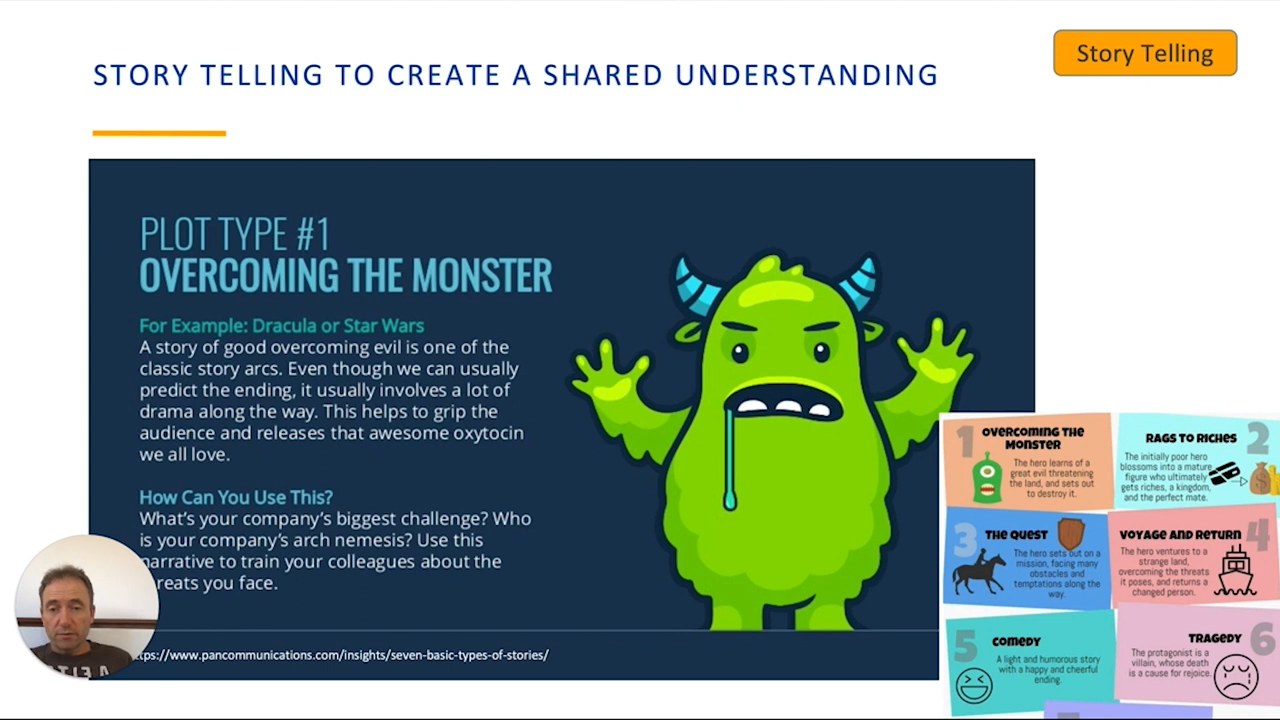 STORY TELLING TO CREATE A SHARED UNDERSTANDING
Story Telling
PLOT TYPE #1
OVERCOMING THE MONSTER
For Example: Dracula or Star Wars
A story of good overcoming evil is one of the
classic story arcs. Even though we can usually
predict the ending, it usually involves a lot of
drama along the way. This helps to grip the
audience and releases that awesome oxytocin
we all love.
How Can You Use This?
What's your company's biggest challenge? Who
is your company's arch nemesis? Use this
narrative to train your colleagues about the
reats you face.
ttps://www.pancommunications.com/insights/seven-basic-types-of-stories/
1
OVERCOMING THE
MONSTER
The hero learns of a
great evil threatening
the land, and sets out
to destroy it.
2
RAGS TO RICHES
The initially poor hero
blossoms into a mature
figure who ultimately
gets riches, a kingdom,
and the perfect mate.
3
THE QUEST
The hero sets out on a
mission, facing many
obstacles and
temptations along the
way.
4
VOYAGE AND RETURN
The hero ventures to a
strange land,
overcoming the threats
it poses, and returns a
changed person.
5
COMEDY
A light and humorous story
with a happy and cheerful
ending.
6
TRAGEDY
The protagonist is a
villain, whose death
is a cause for rejoice.